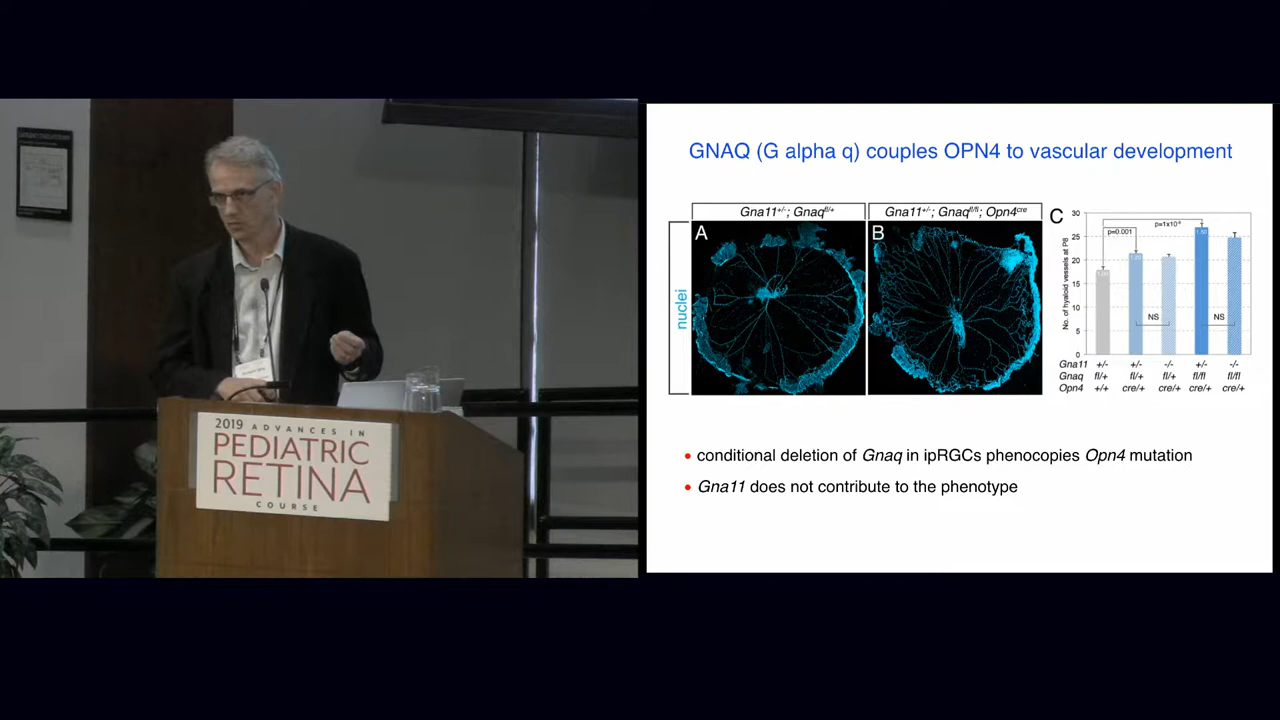 2019 ADVANCES IN
PEDIATRIC
RETINA
COURSE
GNAQ (G alpha q) couples OPN4 to vascular development
Gna11+/-; Gnaqfl/+
Gna11+/-; Gnaqfl/fl; Opn4cre
nuclei
A
B
C
No. of hyaloid vessels at P8
30
25
20
15
10
5
0
p=0.001
p=1x10-6
NS
NS
Gna11 +/- +/- -/- +/- -/-
Gnaq fl/+ fl/+ fl/+ fl/fl fl/fl
Opn4 +/+ cre/+ cre/+ cre/+ cre/+
• conditional deletion of Gnaq in ipRGCs phenocopies Opn4 mutation
• Gna11 does not contribute to the phenotype